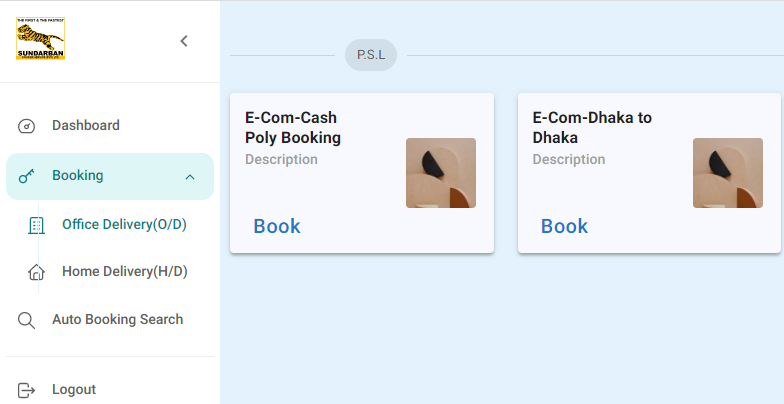 THE FIRST & THE FASTEST
SUNDARBAN
Dashboard
Booking
Office Delivery(O/D)
Home Delivery(H/D)
Auto Booking Search
Logout
P.S.L
E-Com-Cash
Poly Booking
Description
Book
E-Com-Dhaka to
Dhaka
Description
Book